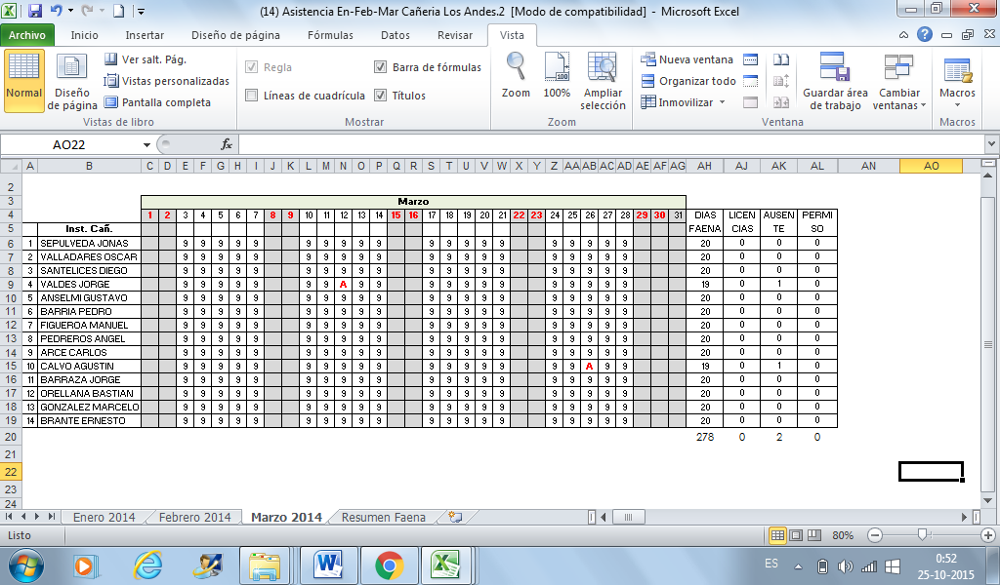 (14) Asistencia En-Feb-Mar Cañeria Los Andes.2 [Modo de compatibilidad] - Microsoft Excel
Archivo Inicio Insertar Diseño de página Fórmulas Datos Revisar Vista
Normal
Diseño de página
Ver salt. Pág.
Vistas personalizadas
Pantalla completa
Vistas de libro
Regla
Barra de fórmulas
Líneas de cuadrícula
Títulos
Mostrar
Zoom
100%
Ampliar selección
Zoom
Nueva ventana
Organizar todo
Inmovilizar
Guardar área de trabajo
Cambiar ventanas
Ventana
Macros
Macros
AO22 fx
A B C D E F G H I J K L M N O P Q R S T U V W X Y Z AA AB AC AD AE AF AG AH AJ AK AL AN AO
2
3 Marzo
4 1 2 3 4 5 6 7 8 9 10 11 12 13 14 15 16 17 18 19 20 21 22 23 24 25 26 27 28 29 30 31 DIAS LICEN AUSEN PERMI
5 Inst. Cañ. FAENA CIAS TE SO
6 1 SEPULVEDA JONAS 9 9 9 9 9 9 9 9 9 9 9 9 9 9 9 9 9 9 9 9 20 0 0 0
7 2 VALLADARES OSCAR 9 9 9 9 9 9 9 9 9 9 9 9 9 9 9 9 9 9 9 9 20 0 0 0
8 3 SANTELICES DIEGO 9 9 9 9 9 9 9 9 9 9 9 9 9 9 9 9 9 9 9 9 20 0 0 0
9 4 VALDES JORGE 9 9 9 9 9 9 9 A 9 9 9 9 9 9 9 9 9 9 9 9 19 0 1 0
10 5 ANSELMI GUSTAVO 9 9 9 9 9 9 9 9 9 9 9 9 9 9 9 9 9 9 9 9 20 0 0 0
11 6 BARRIA PEDRO 9 9 9 9 9 9 9 9 9 9 9 9 9 9 9 9 9 9 9 9 20 0 0 0
12 7 FIGUEROA MANUEL 9 9 9 9 9 9 9 9 9 9 9 9 9 9 9 9 9 9 9 9 20 0 0 0
13 8 PEDREROS ANGEL 9 9 9 9 9 9 9 9 9 9 9 9 9 9 9 9 9 9 9 9 20 0 0 0
14 9 ARCE CARLOS 9 9 9 9 9 9 9 9 9 9 9 9 9 9 9 9 9 9 9 9 20 0 0 0
15 10 CALVO AGUSTIN 9 9 9 9 9 9 9 9 9 9 9 9 9 9 9 9 9 A 9 9 19 0 1 0
16 11 BARRAZA JORGE 9 9 9 9 9 9 9 9 9 9 9 9 9 9 9 9 9 9 9 9 20 0 0 0
17 12 ORELLANA BASTIAN 9 9 9 9 9 9 9 9 9 9 9 9 9 9 9 9 9 9 9 9 20 0 0 0
18 13 GONZALEZ MARCELO 9 9 9 9 9 9 9 9 9 9 9 9 9 9 9 9 9 9 9 9 20 0 0 0
19 14 BRANTE ERNESTO 9 9 9 9 9 9 9 9 9 9 9 9 9 9 9 9 9 9 9 9 20 0 0 0
20 278 0 2 0
21
22
23
24
Enero 2014 Febrero 2014 Marzo 2014 Resumen Faena
Listo 80%
ES 0:52
25-10-2015